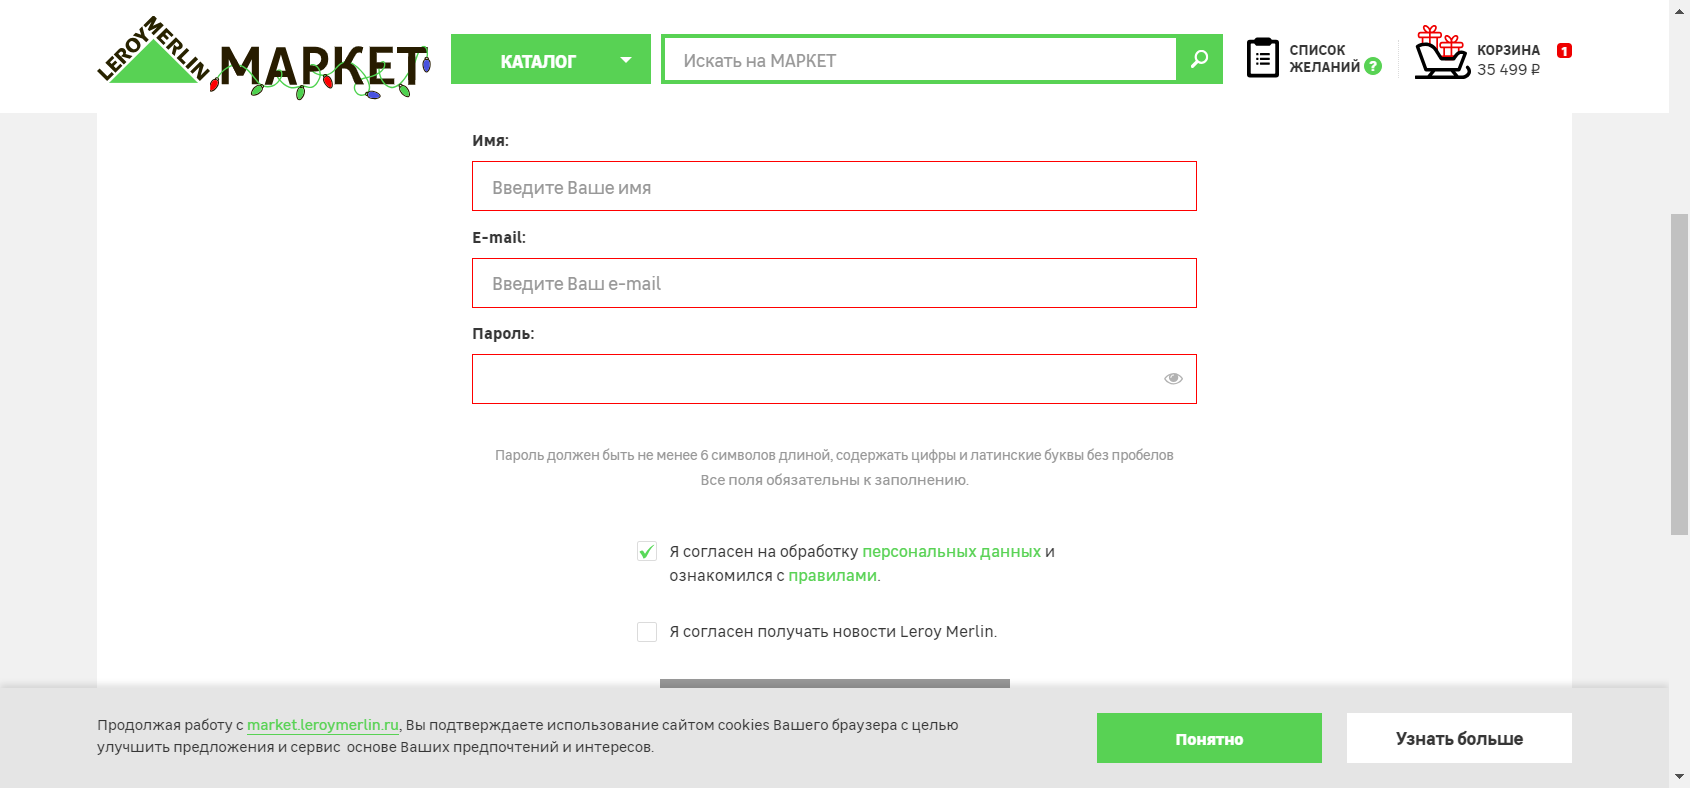 LEROY MERLIN МАРКЕТ
КАТАЛОГ
Искать на МАРКЕТ
СПИСОК
ЖЕЛАНИЙ ?
КОРЗИНА 1
35 499 ₽
Имя:
Введите Ваше имя
E-mail:
Введите Ваш e-mail
Пароль:
Пароль должен быть не менее 6 символов длиной, содержать цифры и латинские буквы без пробелов
Все поля обязательны к заполнению.
Я согласен на обработку персональных данных и
ознакомился с правилами.
Я согласен получать новости Leroy Merlin.
Продолжая работу с market.leroymerlin.ru, Вы подтверждаете использование сайтом cookies Вашего браузера с целью
улучшить предложения и сервис основе Ваших предпочтений и интересов.
Понятно
Узнать больше